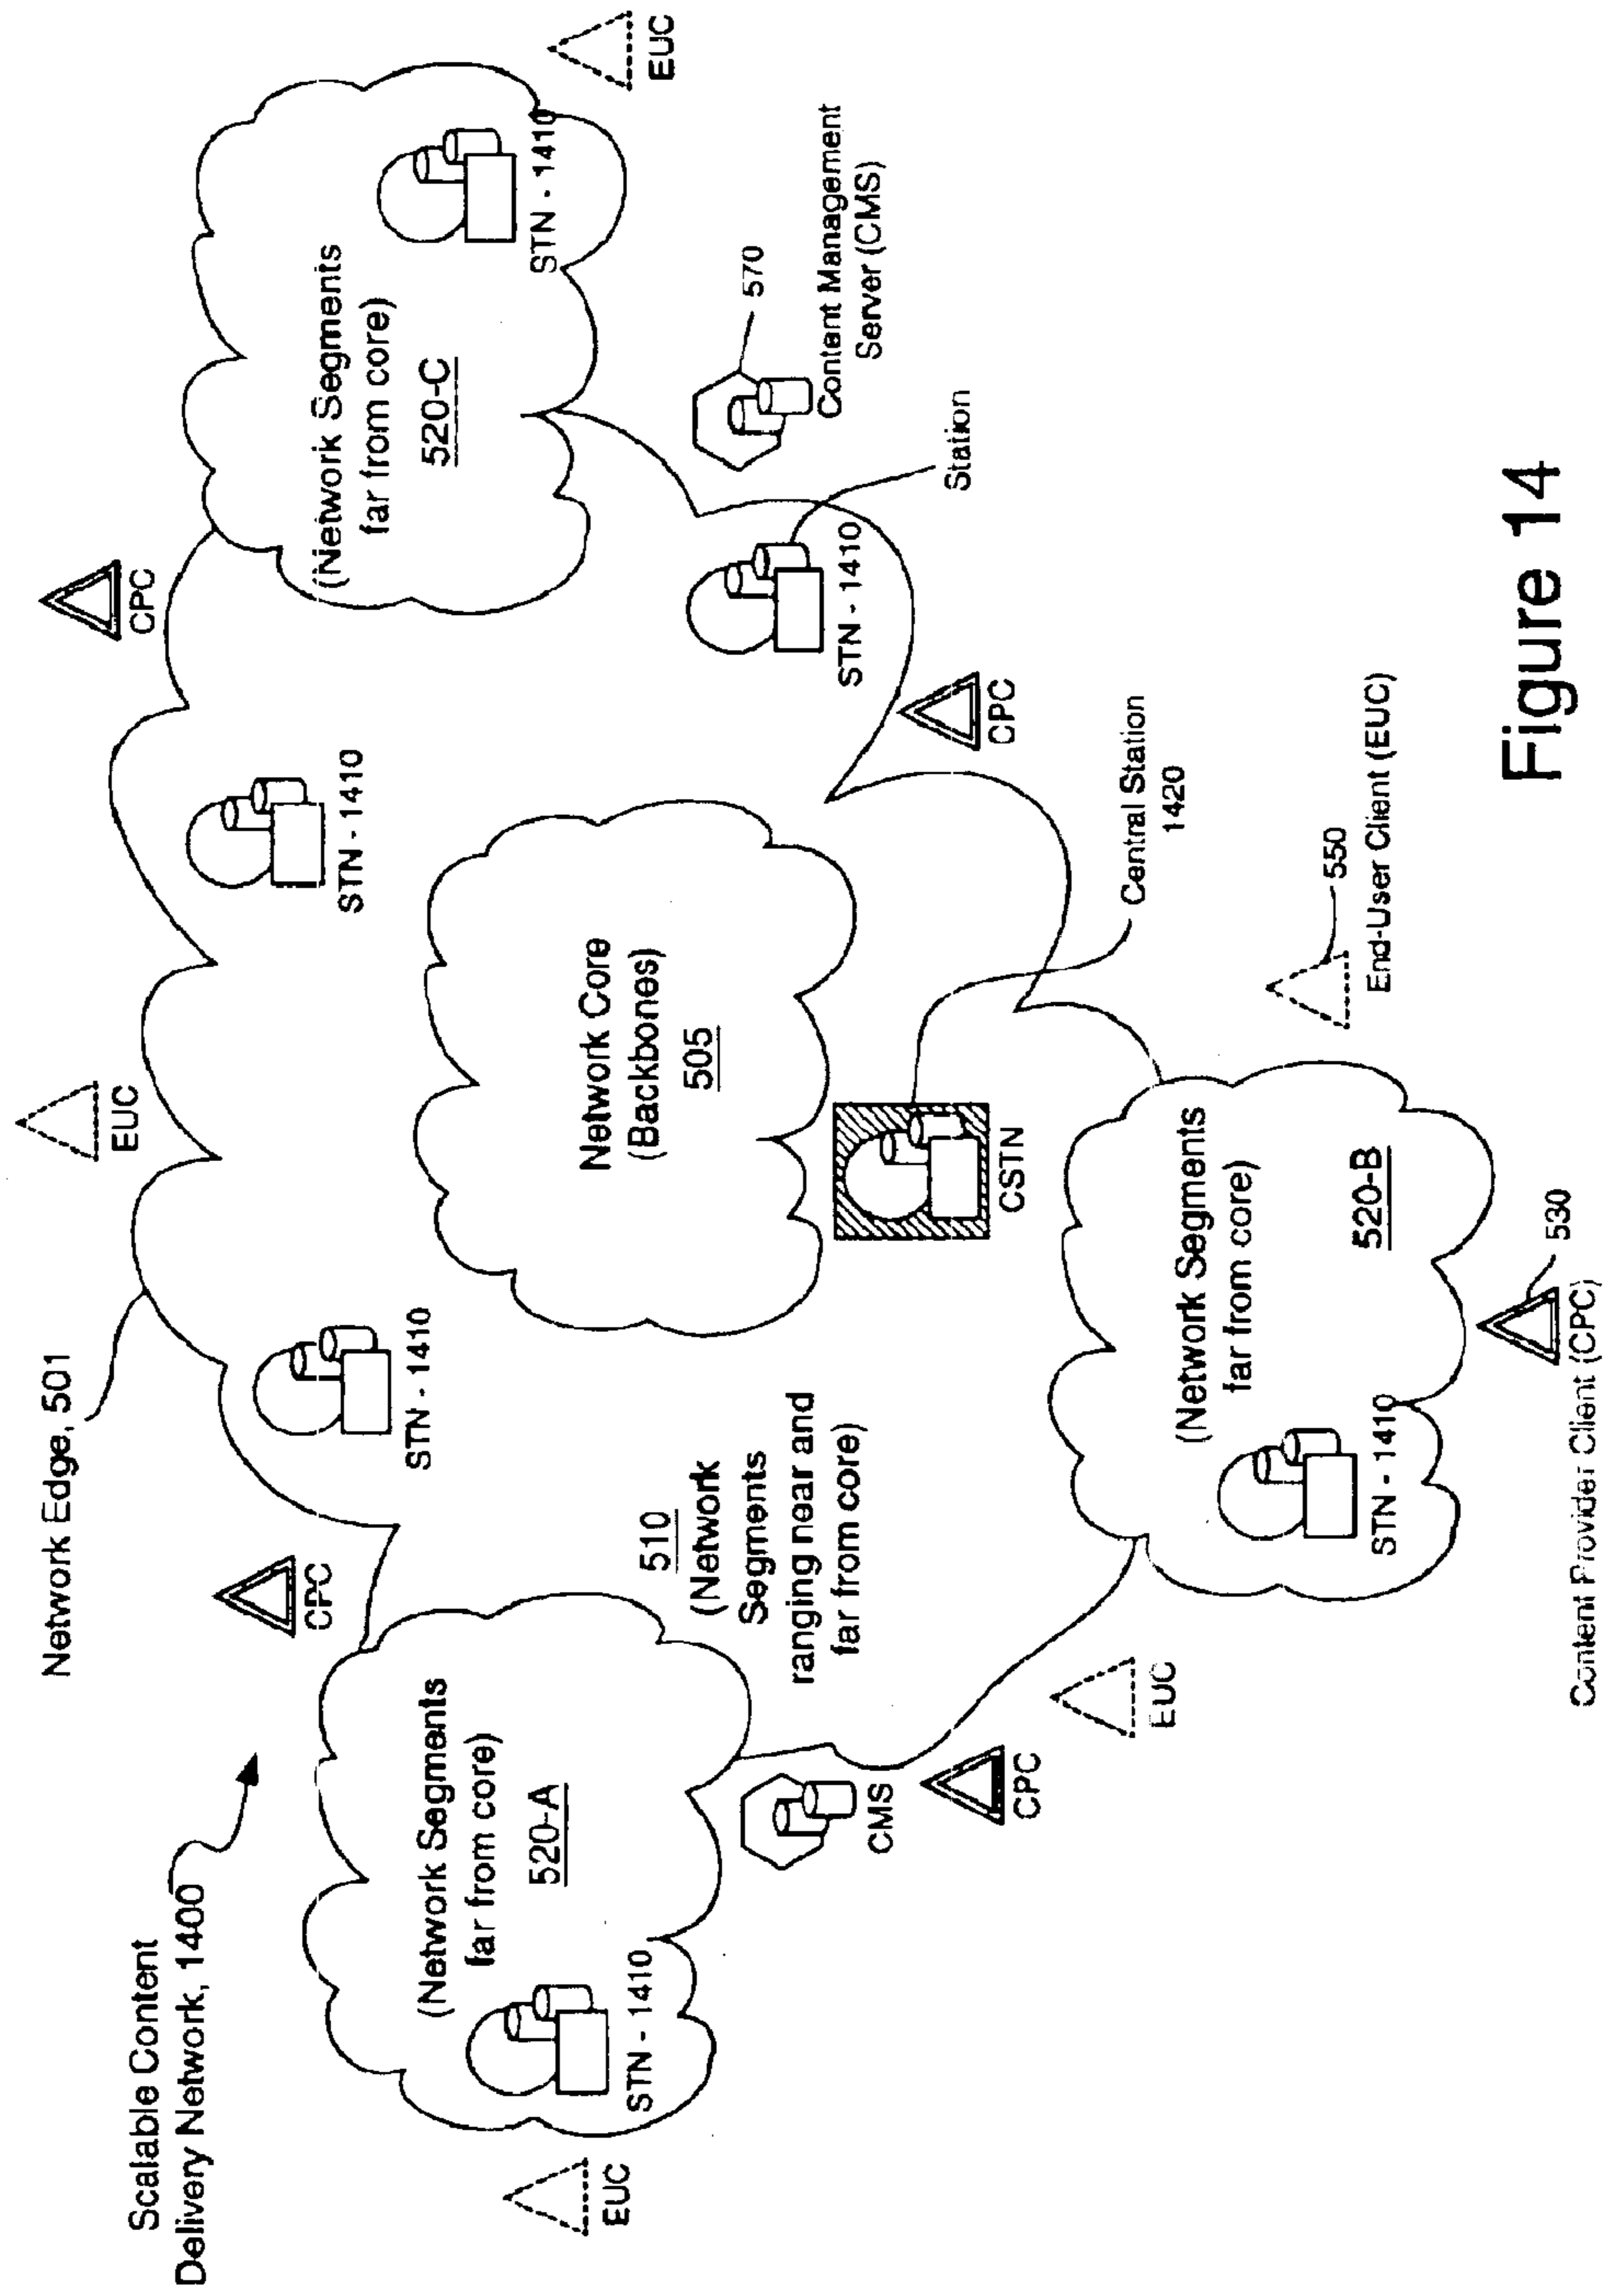 Scalable Content
Delivery Network, 1400
Network Edge, 501
EUC
CPC
EUC
CPC
EUC
(Network Segments
far from core)
520-A
STN - 1410
STN - 1410
STN - 1410
(Network Segments
far from core)
520-C
STN - 1410
510
(Network
Segments
ranging near and
far from core)
Network Core
(Backbones)
505
CMS
CPC
CSTN
STN - 1410
570
Content Management
Server (CMS)
Station
CPC
Central Station
1420
EUC
(Network Segments
far from core)
520-B
STN - 1410
550
End-User Client (EUC)
530
Content Provider Client (CPC)
Figure 14